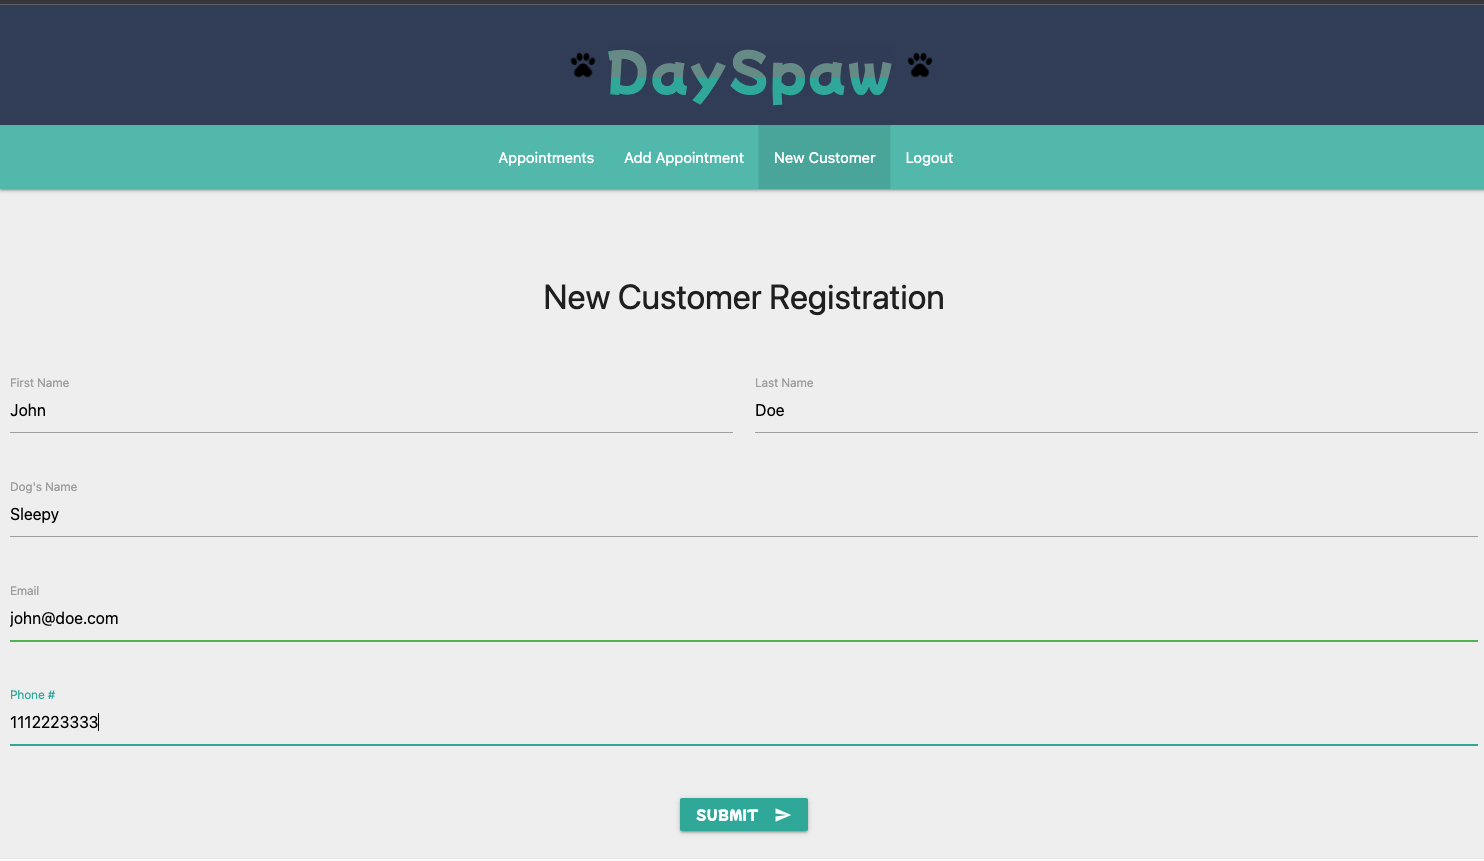 DaySpaw
Appointments Add Appointment New Customer Logout
New Customer Registration
First Name Last Name
John Doe
Dog's Name
Sleepy
Email
john@doe.com
Phone #
1112223333
SUBMIT